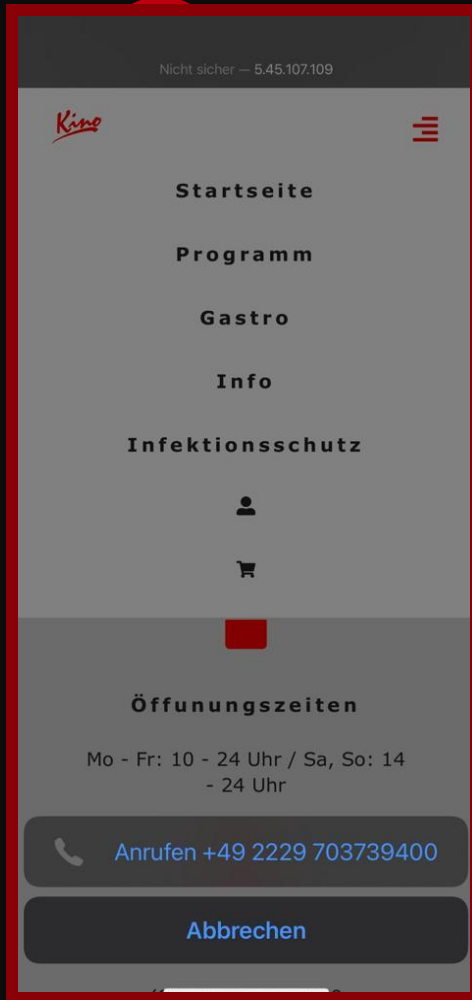 Nicht sicher — 5.45.107.109
Kino
Startseite
Programm
Gastro
Info
Infektionsschutz
Öffunungszeiten
Mo - Fr: 10 - 24 Uhr / Sa, So: 14
- 24 Uhr
Anrufen +49 2229 703739400
Abbrechen